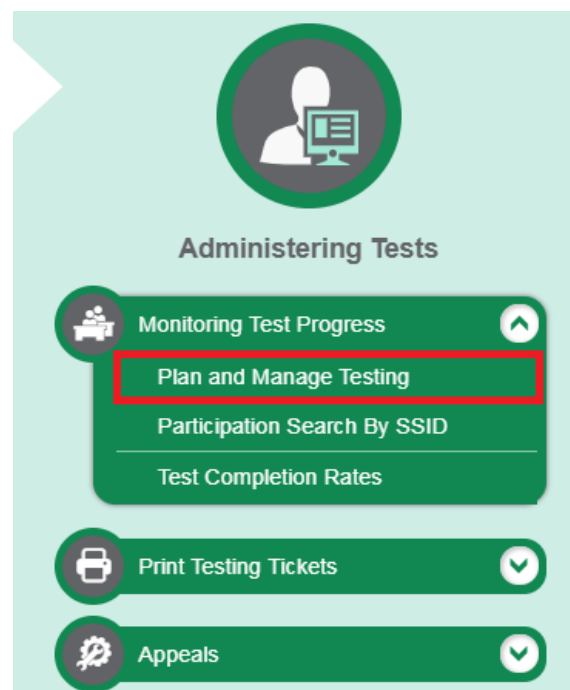 Administering Tests
Monitoring Test Progress
Plan and Manage Testing
Participation Search By SSID
Test Completion Rates
Print Testing Tickets
Appeals